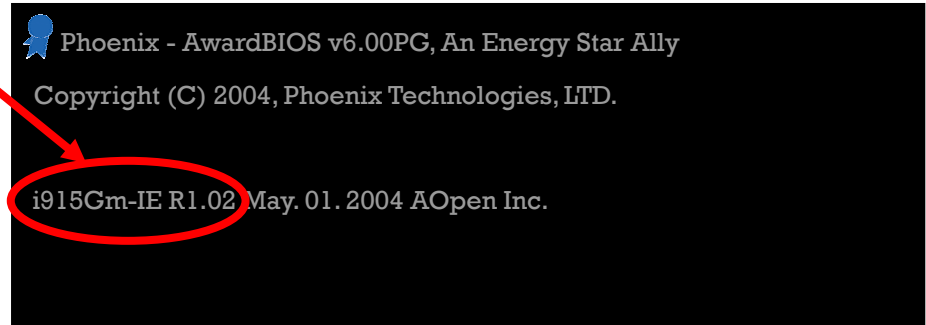 Phoenix - AwardBIOS v6.00PG, An Energy Star Ally
Copyright (C) 2004, Phoenix Technologies, LTD.
i915Gm-IE R1.02 May. 01. 2004 AOpen Inc.